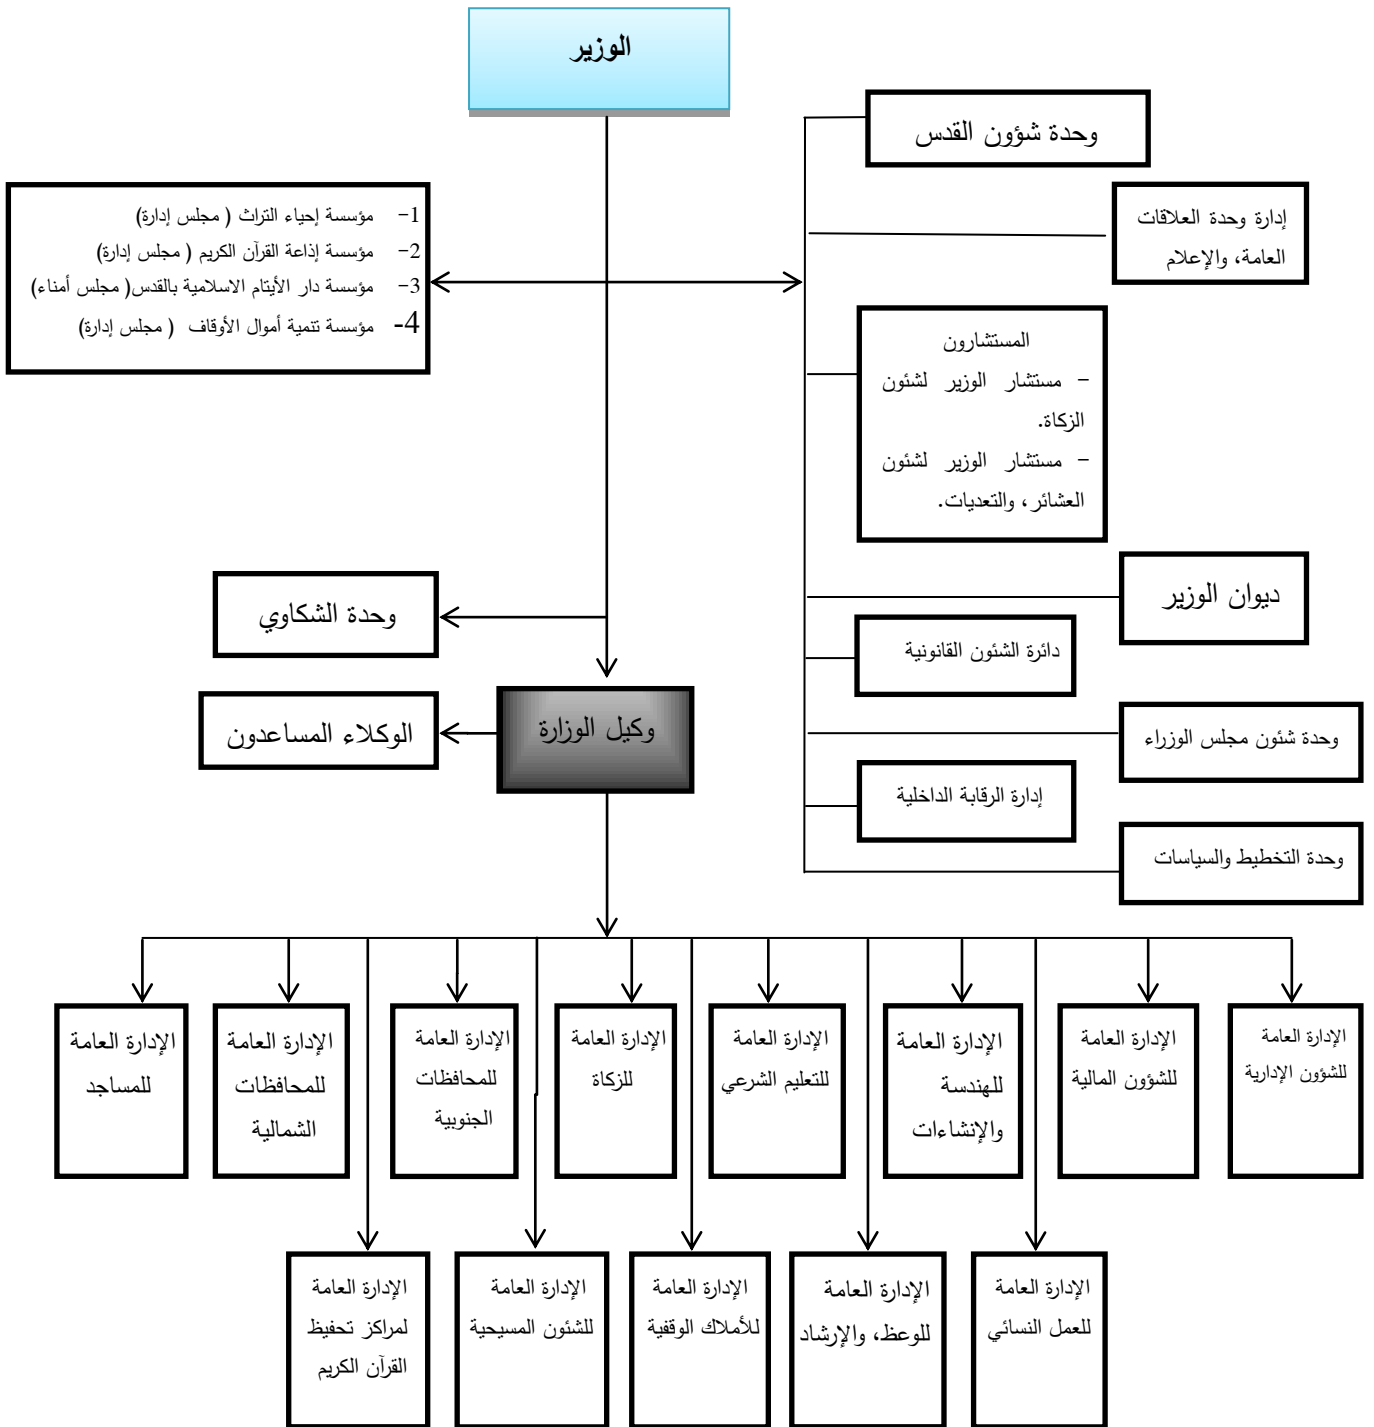 الوزير
وحدة شؤون القدس
إدارة وحدة العلاقات
العامة، والإعلام
1- مؤسسة إحياء التراث ( مجلس إدارة)
2- مؤسسة إذاعة القرآن الكريم ( مجلس إدارة)
3- مؤسسة دار الأيتام الاسلامية بالقدس( مجلس أمناء)
4- مؤسسة تنمية أموال الأوقاف ( مجلس إدارة)
المستشارون
- مستشار الوزير لشئون
الزكاة.
- مستشار الوزير لشئون
العشائر، والتعديات.
ديوان الوزير
وحدة الشكاوي
دائرة الشئون القانونية
وكيل الوزارة
الوكلاء المساعدون
وحدة شئون مجلس الوزراء
إدارة الرقابة الداخلية
وحدة التخطيط والسياسات
الإدارة العامة
للشؤون الإدارية
الإدارة العامة
للشؤون المالية
الإدارة العامة
للهندسة
والإنشاءات
الإدارة العامة
للتعليم الشرعي
الإدارة العامة
للزكاة
الإدارة العامة
للمحافظات
الجنوبية
الإدارة العامة
للمحافظات
الشمالية
الإدارة العامة
للمساجد
الإدارة العامة
للعمل النسائي
الإدارة العامة
للوعظ، والإرشاد
الإدارة العامة
للأملاك الوقفية
الإدارة العامة
للشئون المسيحية
الإدارة العامة
لمراكز تحفيظ
القرآن الكريم